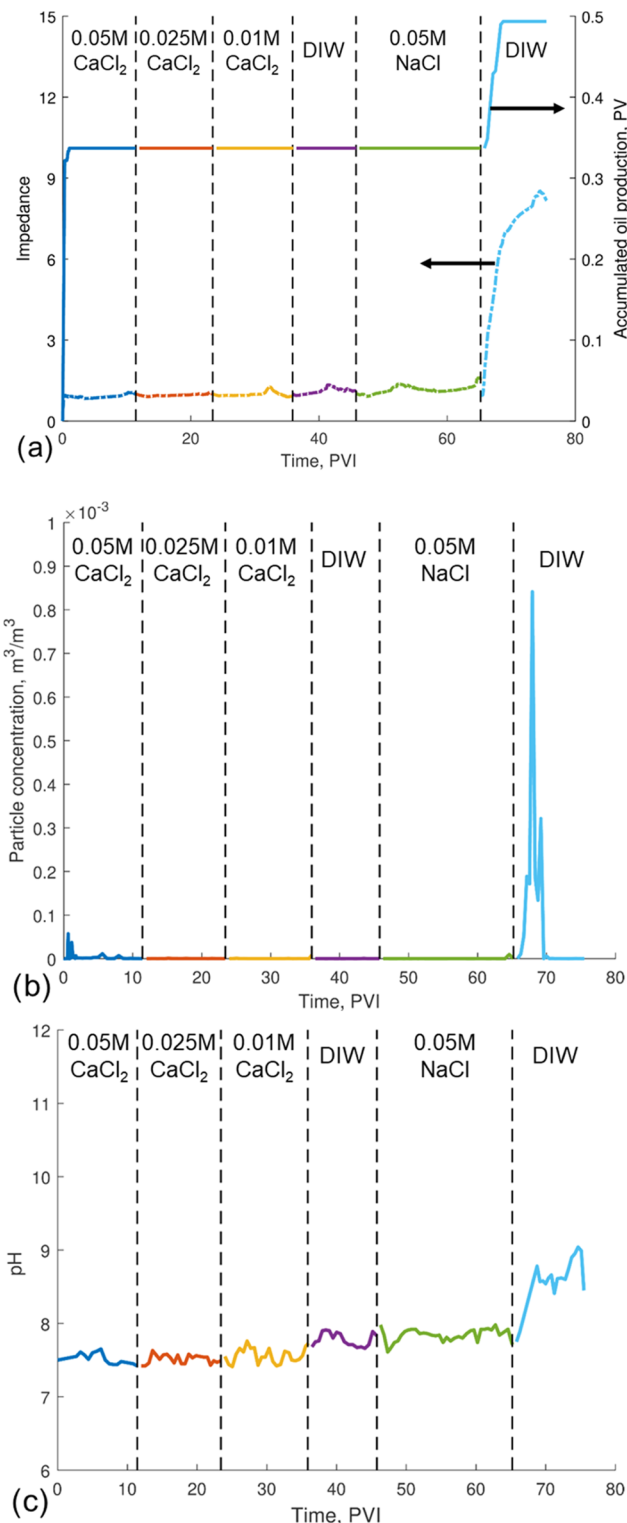 15
12
9
6
3
0
Impedance
0.05M
CaCl₂
0.025M
CaCl₂
0.01M
CaCl₂
DIW
0.05M
NaCl
DIW
0.5
0.4
0.3
0.2
0.1
0
Accumulated oil production, PV
0 20 40 60 80
Time, PVI
(a)
×10⁻³
1
0.9
0.8
0.7
0.6
0.5
0.4
0.3
0.2
0.1
0
Particle concentration, m³/m³
0.05M
CaCl₂
0.025M
CaCl₂
0.01M
CaCl₂
DIW
0.05M
NaCl
DIW
0 10 20 30 40 50 60 70 80
Time, PVI
(b)
12
11
10
9
8
7
6
pH
0.05M
CaCl₂
0.025M
CaCl₂
0.01M
CaCl₂
DIW
0.05M
NaCl
DIW
0 10 20 30 40 50 60 70 80
Time, PVI
(c)